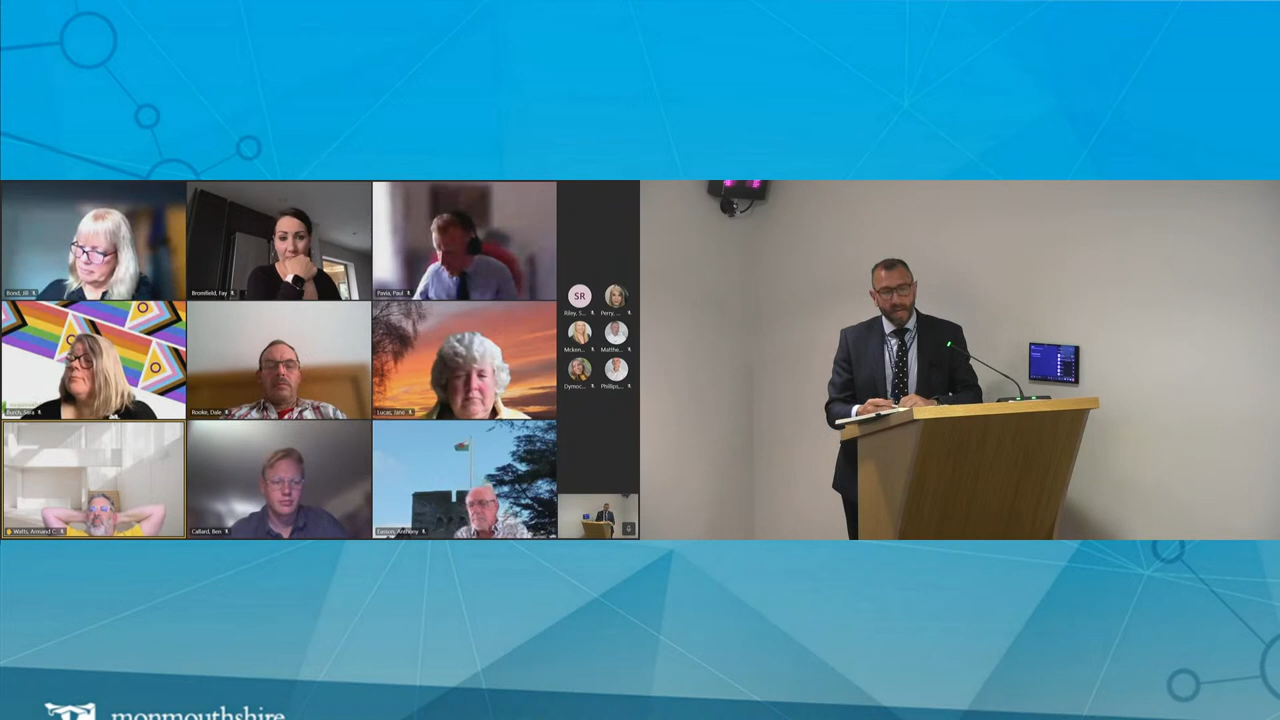 Bond, Jill
Bromfield, Fay
Pavia, Paul
SR
Riley, S...
Perry, ...
Mcken...
Matthe...
Burch, Sara
Rooke, Dale
Lucas, Jane
Dymoc...
Phillips,...
Watts, Armand C.
Callard, Ben
Easson, Anthony
monmouthshire